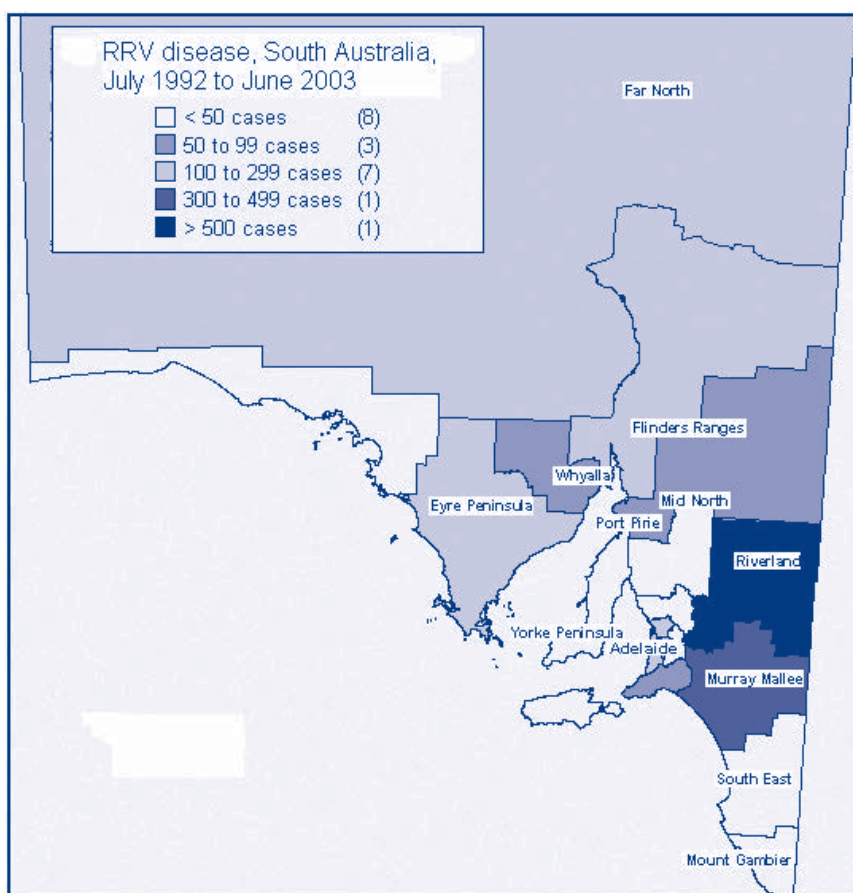 RRV disease, South Australia,
July 1992 to June 2003
< 50 cases (8)
50 to 99 cases (3)
100 to 299 cases (7)
300 to 499 cases (1)
> 500 cases (1)
Far North
Flinders Ranges
Whyalla
Mid North
Eyre Peninsula
Port Pirie
Riverland
Yorke Peninsula
Adelaide
Murray Mallee
South East
Mount Gambier